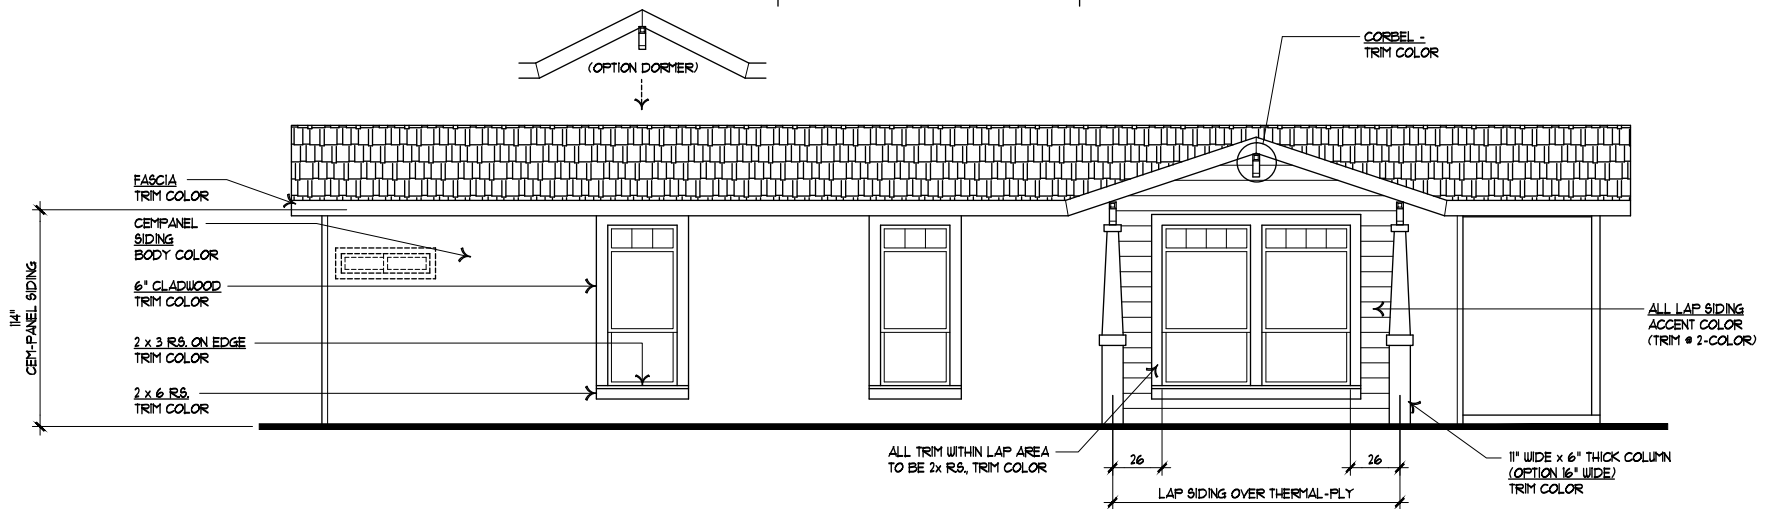 CORBEL -
TRIM COLOR
(OPTION DORMER)
FASCIA
TRIM COLOR
CEMPANEL
SIDING
BODY COLOR
6" CLADWOOD
TRIM COLOR
114"
CEM-PANEL SIDING
2 x 3 R.S. ON EDGE
TRIM COLOR
2 x 6 R.S.
TRIM COLOR
ALL LAP SIDING
ACCENT COLOR
(TRIM @ 2-COLOR)
ALL TRIM WITHIN LAP AREA
TO BE 2x R.S., TRIM COLOR
26
26
LAP SIDING OVER THERMAL-PLY
11" WIDE x 6" THICK COLUMN
(OPTION 16" WIDE)
TRIM COLOR